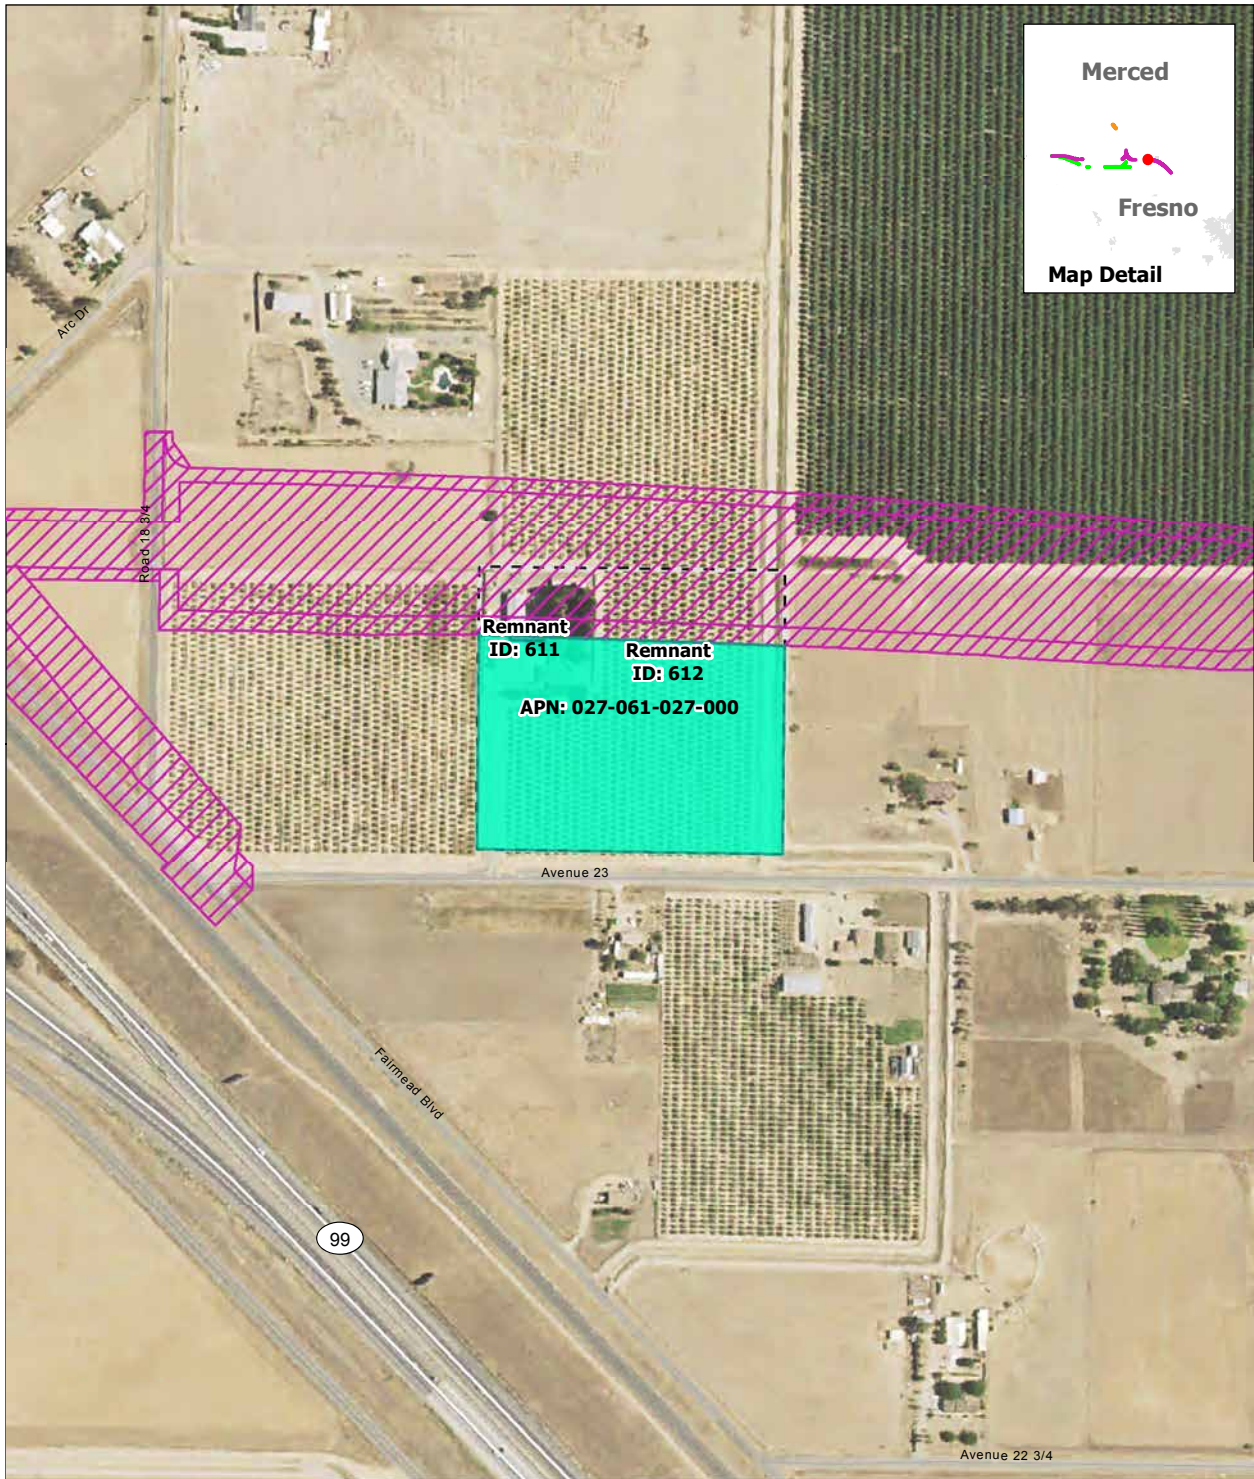 Merced
Fresno
Map Detail
Arc Dr
Road 18 3/4
Remnant
ID: 611
Remnant
ID: 612
APN: 027-061-027-000
Avenue 23
Fairmead Blvd
99
Avenue 22 3/4